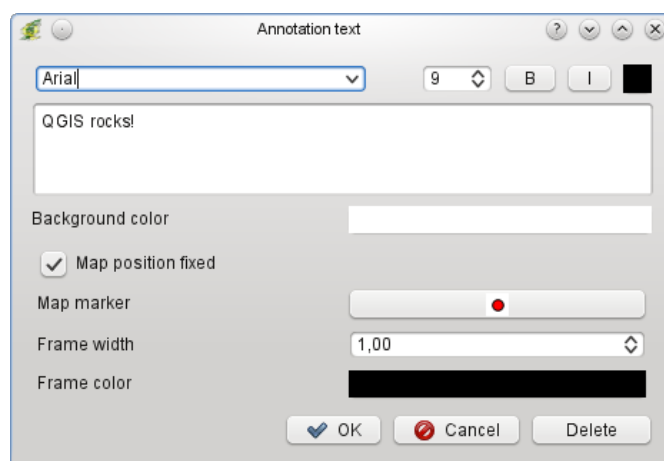 Annotation text
?
Arial
9
B
I
QGIS rocks!
Background color
Map position fixed
Map marker
Frame width
1,00
Frame color
OK
Cancel
Delete